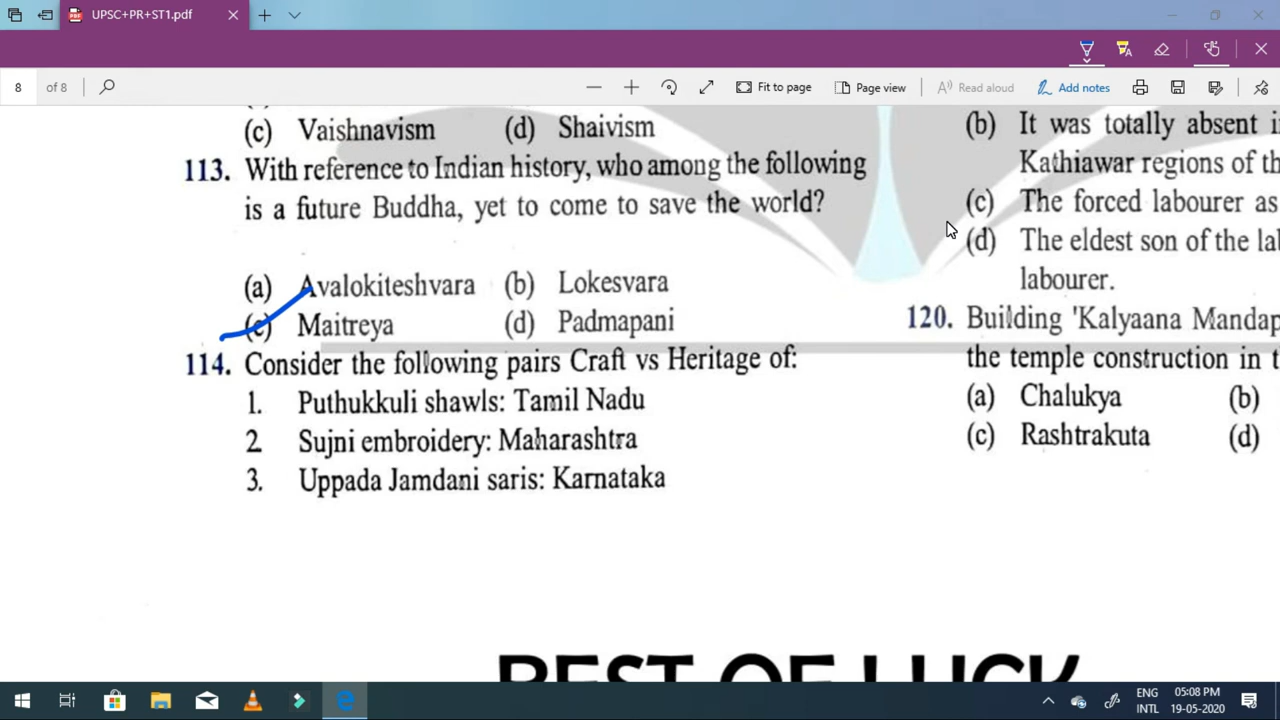 UPSC+PR+ST1.pdf
8 of 8
Fit to page
Page view
Read aloud
Add notes
(c) Vaishnavism (d) Shaivism
113. With reference to Indian history, who among the following
is a future Buddha, yet to come to save the world?
(a) Avalokiteshvara (b) Lokesvara
(c) Maitreya (d) Padmapani
114. Consider the following pairs Craft vs Heritage of:
1. Puthukkuli shawls: Tamil Nadu
2. Sujni embroidery: Maharashtra
3. Uppada Jamdani saris: Karnataka
(b) It was totally absent i
Kathiawar regions of th
(c) The forced labourer as
(d) The eldest son of the la
labourer.
120. Building 'Kalyaana Mandap
the temple construction in t
(a) Chalukya (b)
(c) Rashtrakuta (d)
BEST OF LUCK
ENG
INTL
05:08 PM
19-05-2020